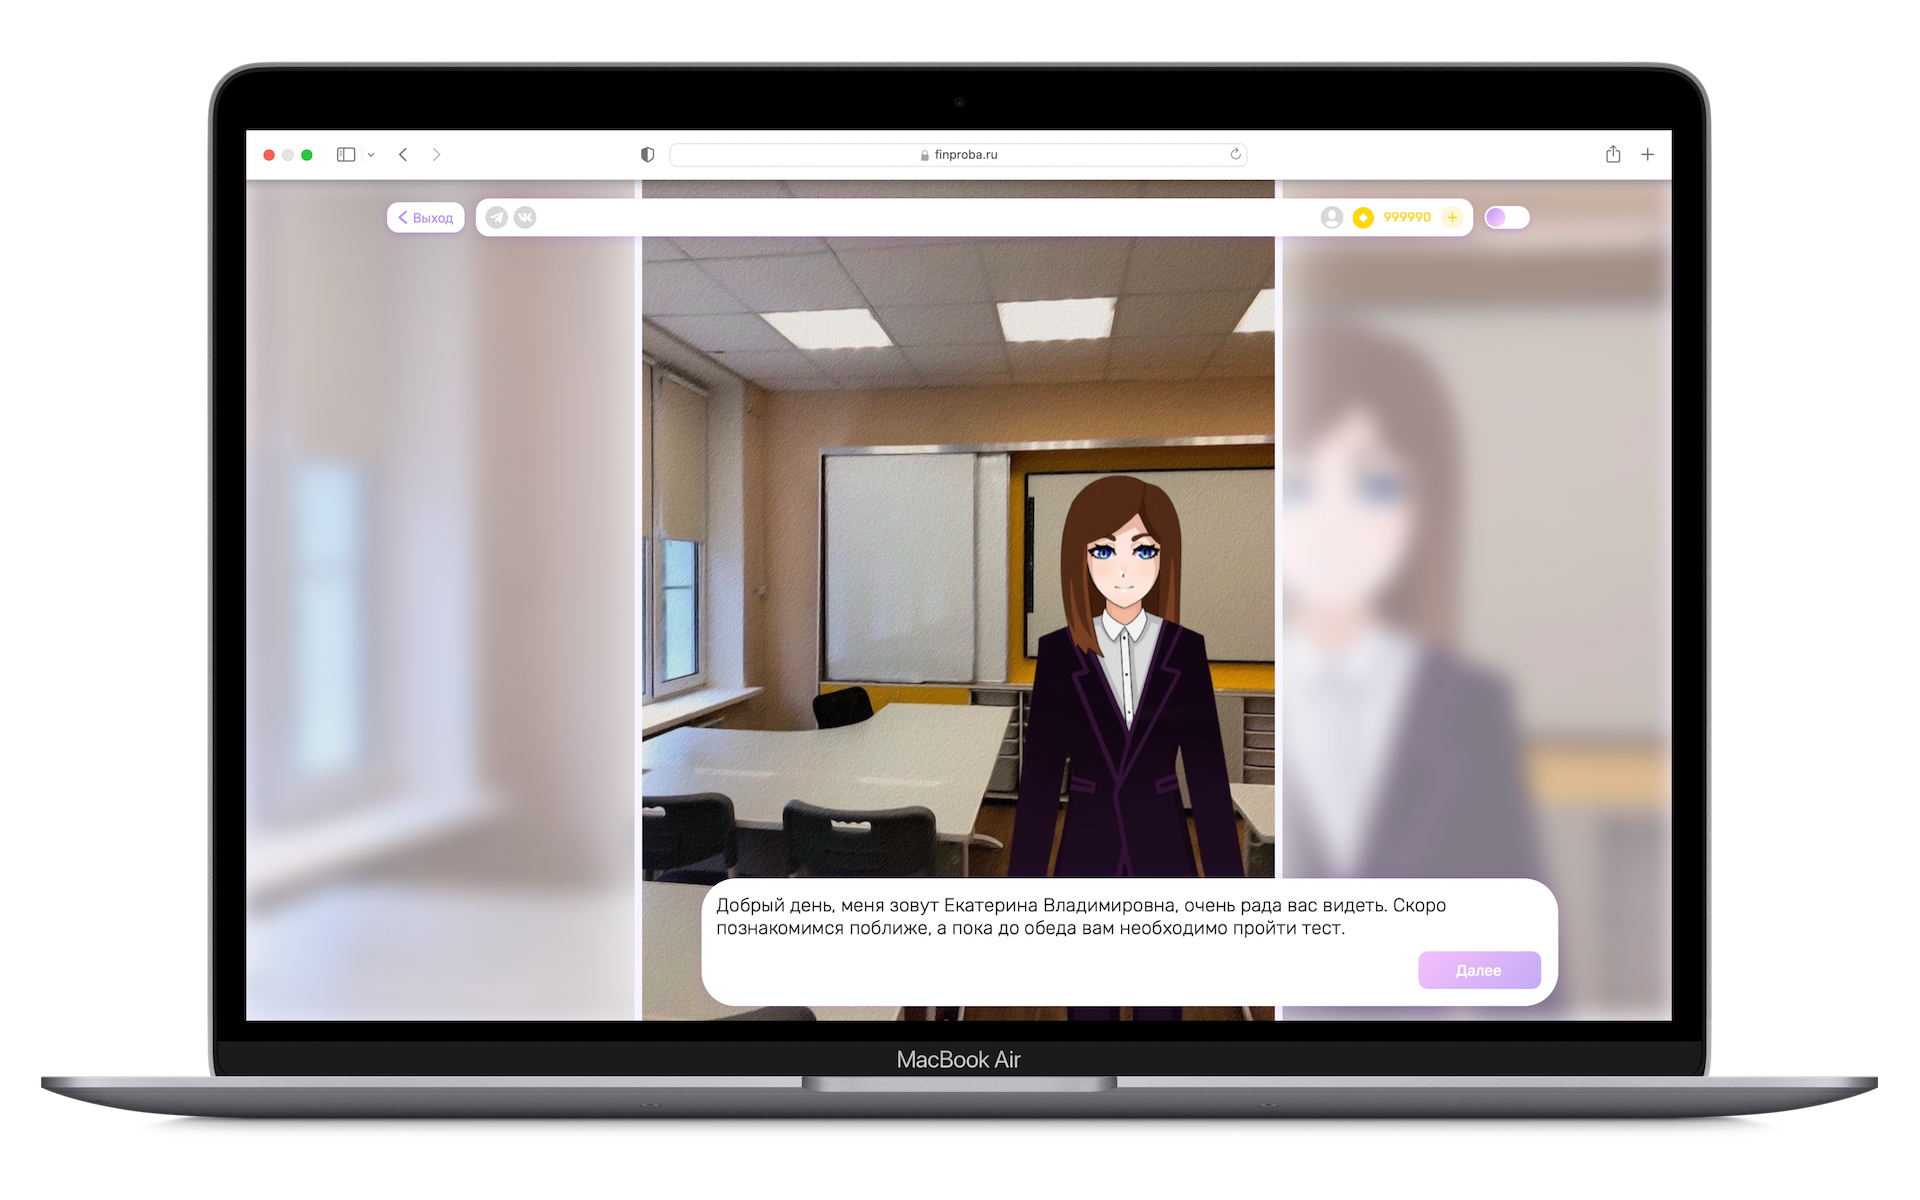 finproba.ru
Выход
999990
Добрый день, меня зовут Екатерина Владимировна, очень рада вас видеть. Скоро
познакомимся поближе, а пока до обеда вам необходимо пройти тест.
Далее
MacBook Air